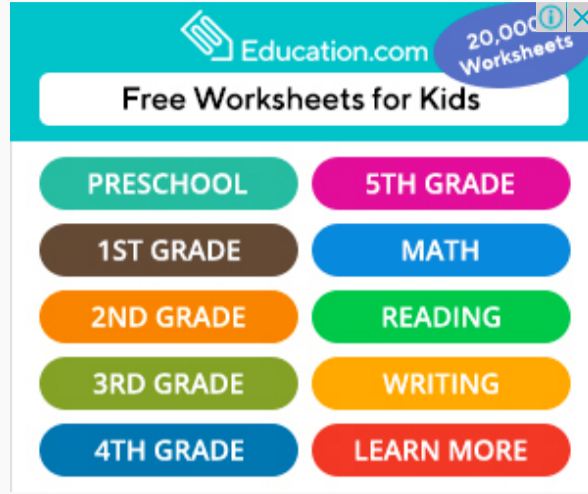 Education.com
20,000
Worksheets
Free Worksheets for Kids
PRESCHOOL
5TH GRADE
1ST GRADE
MATH
2ND GRADE
READING
3RD GRADE
WRITING
4TH GRADE
LEARN MORE